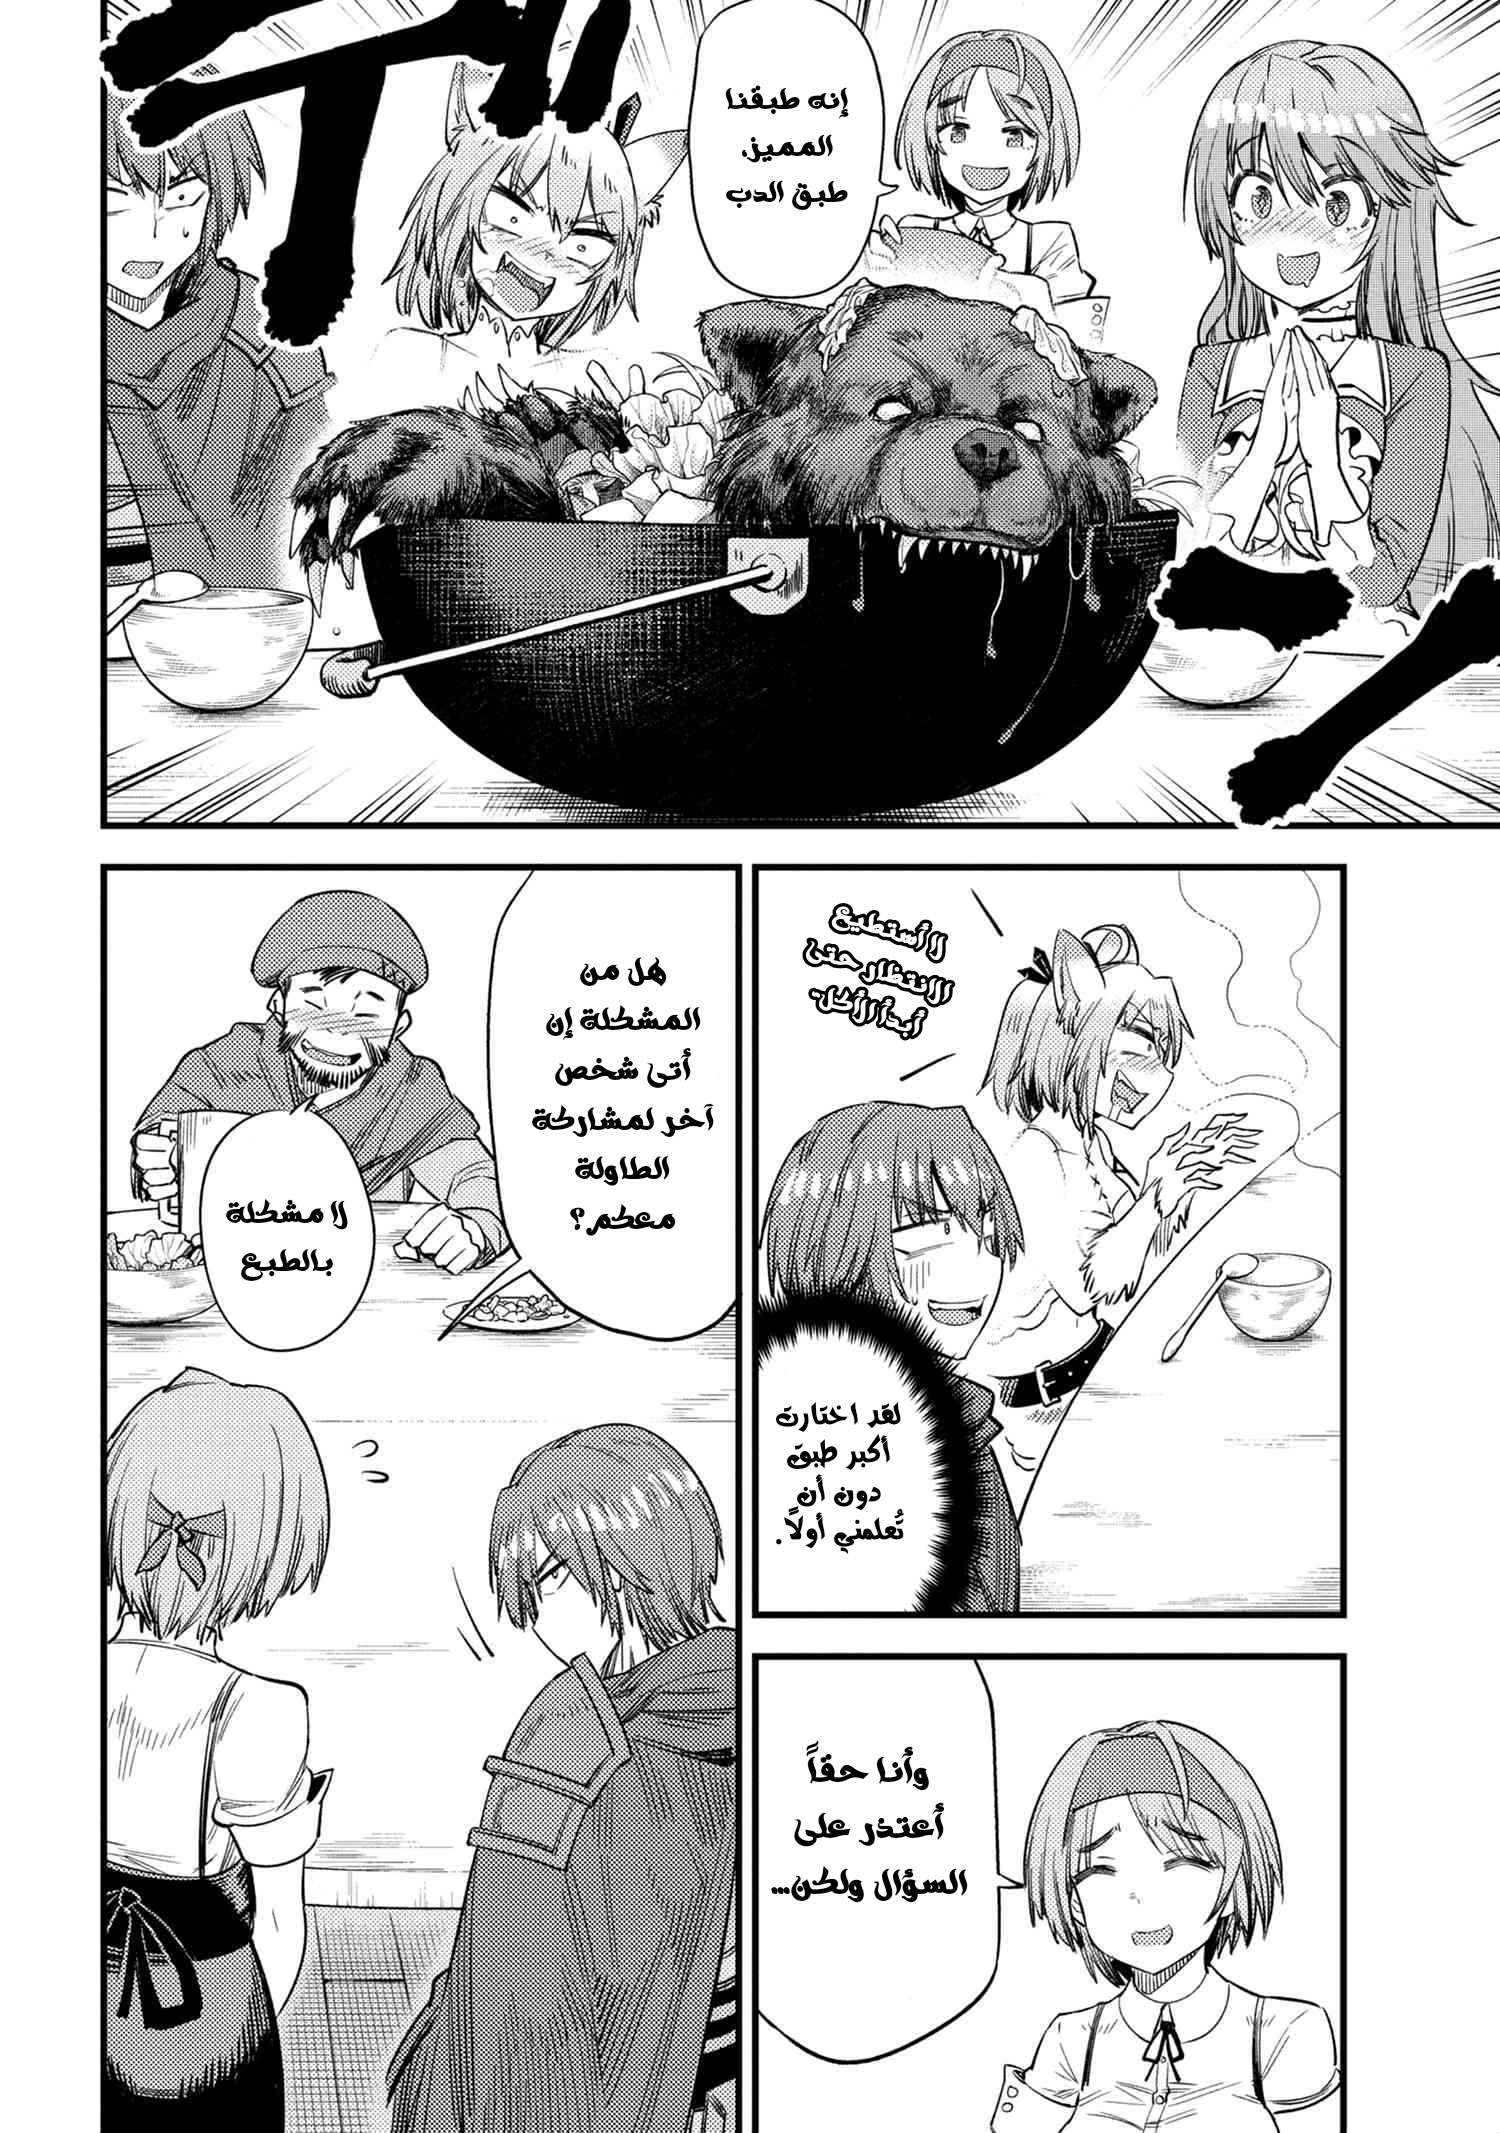 إنه طبقنا
المميز،
طبق الدب
لا أستطيع
الانتظار حتى
أبدأ الأكل~
لقد اختارت
أكبر طبق
دون أن
تُعلمني أولاً.
وأنا حقاً
أعتذر على
السؤال ولكن...
هل من
المشكلة إن
أتى شخص
آخر لمشاركة
الطاولة
معكم؟
لا مشكلة
بالطبع